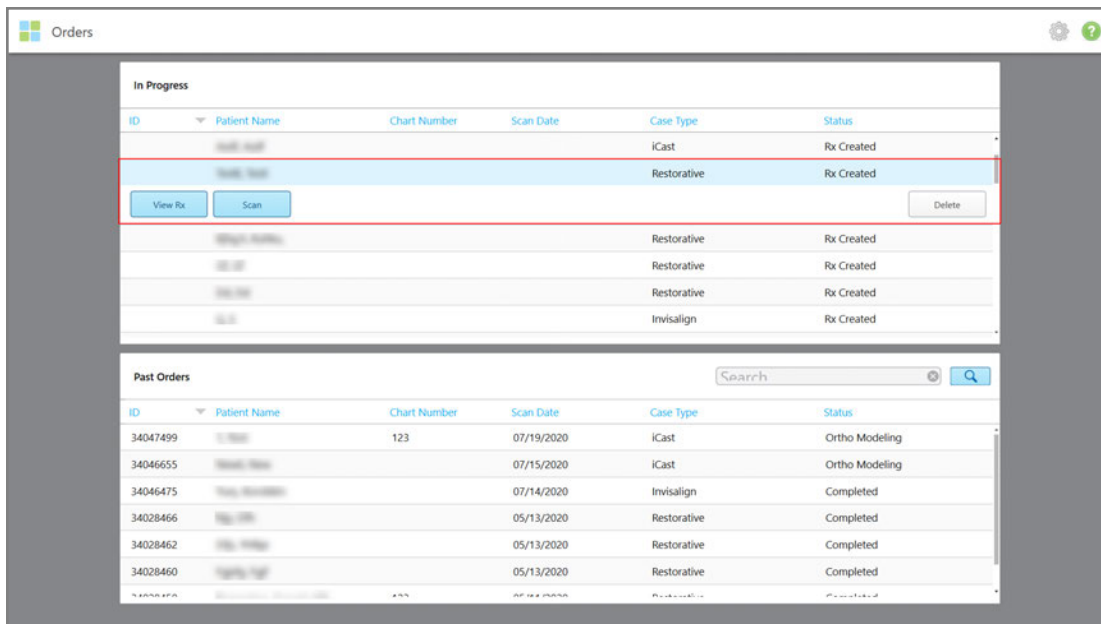 Orders
?
In Progress
ID Patient Name Chart Number Scan Date Case Type Status
iCast Rx Created
Restorative Rx Created
View Rx Scan Delete
Restorative Rx Created
Restorative Rx Created
Restorative Rx Created
Invisalign Rx Created
Past Orders Search
ID Patient Name Chart Number Scan Date Case Type Status
34047499 123 07/19/2020 iCast Ortho Modeling
34046655 07/15/2020 iCast Ortho Modeling
34046475 07/14/2020 Invisalign Completed
34028466 05/13/2020 Restorative Completed
34028462 05/13/2020 Restorative Completed
34028460 05/13/2020 Restorative Completed